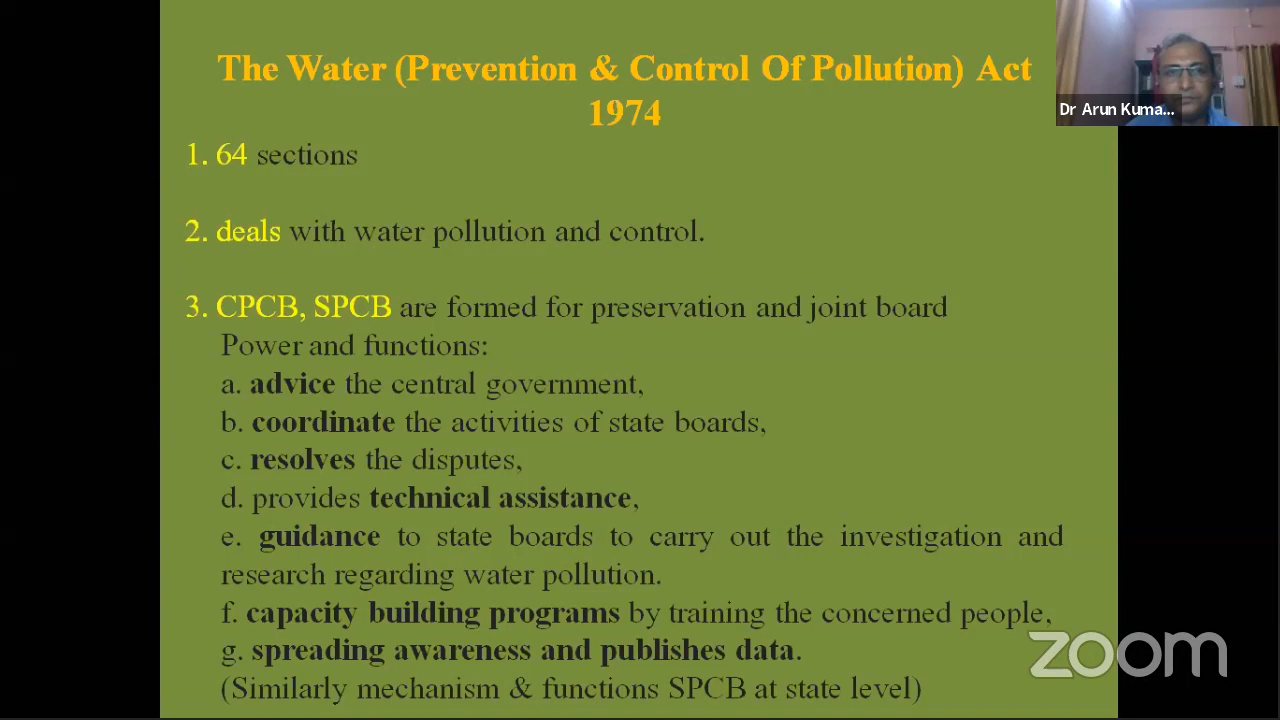 The Water (Prevention & Control Of Pollution) Act
1974
Dr Arun Kuma...
1. 64 sections
2. deals with water pollution and control.
3. CPCB, SPCB are formed for preservation and joint board
Power and functions:
a. advice the central government,
b. coordinate the activities of state boards,
c. resolves the disputes,
d. provides technical assistance,
e. guidance to state boards to carry out the investigation and
research regarding water pollution.
f. capacity building programs by training the concerned people,
g. spreading awareness and publishes data.
(Similarly mechanism & functions SPCB at state level)
zoom